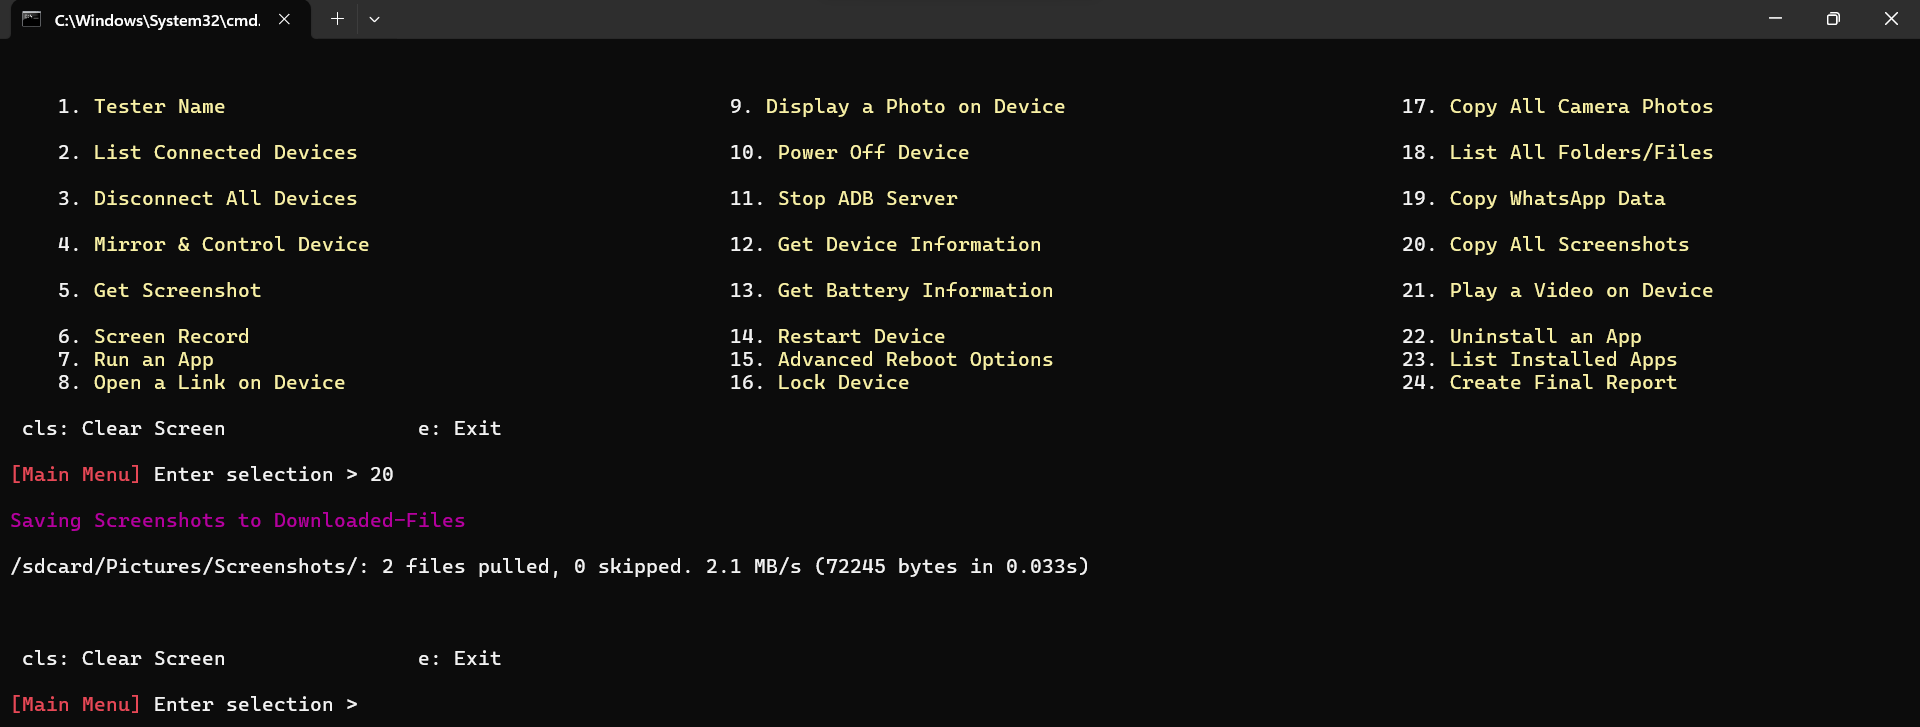 C:\Windows\System32\cmd.
1. Tester Name 9. Display a Photo on Device 17. Copy All Camera Photos
2. List Connected Devices 10. Power Off Device 18. List All Folders/Files
3. Disconnect All Devices 11. Stop ADB Server 19. Copy WhatsApp Data
4. Mirror & Control Device 12. Get Device Information 20. Copy All Screenshots
5. Get Screenshot 13. Get Battery Information 21. Play a Video on Device
6. Screen Record 14. Restart Device 22. Uninstall an App
7. Run an App 15. Advanced Reboot Options 23. List Installed Apps
8. Open a Link on Device 16. Lock Device 24. Create Final Report
cls: Clear Screen e: Exit
[Main Menu] Enter selection > 20
Saving Screenshots to Downloaded-Files
/sdcard/Pictures/Screenshots/: 2 files pulled, 0 skipped. 2.1 MB/s (72245 bytes in 0.033s)
cls: Clear Screen e: Exit
[Main Menu] Enter selection >